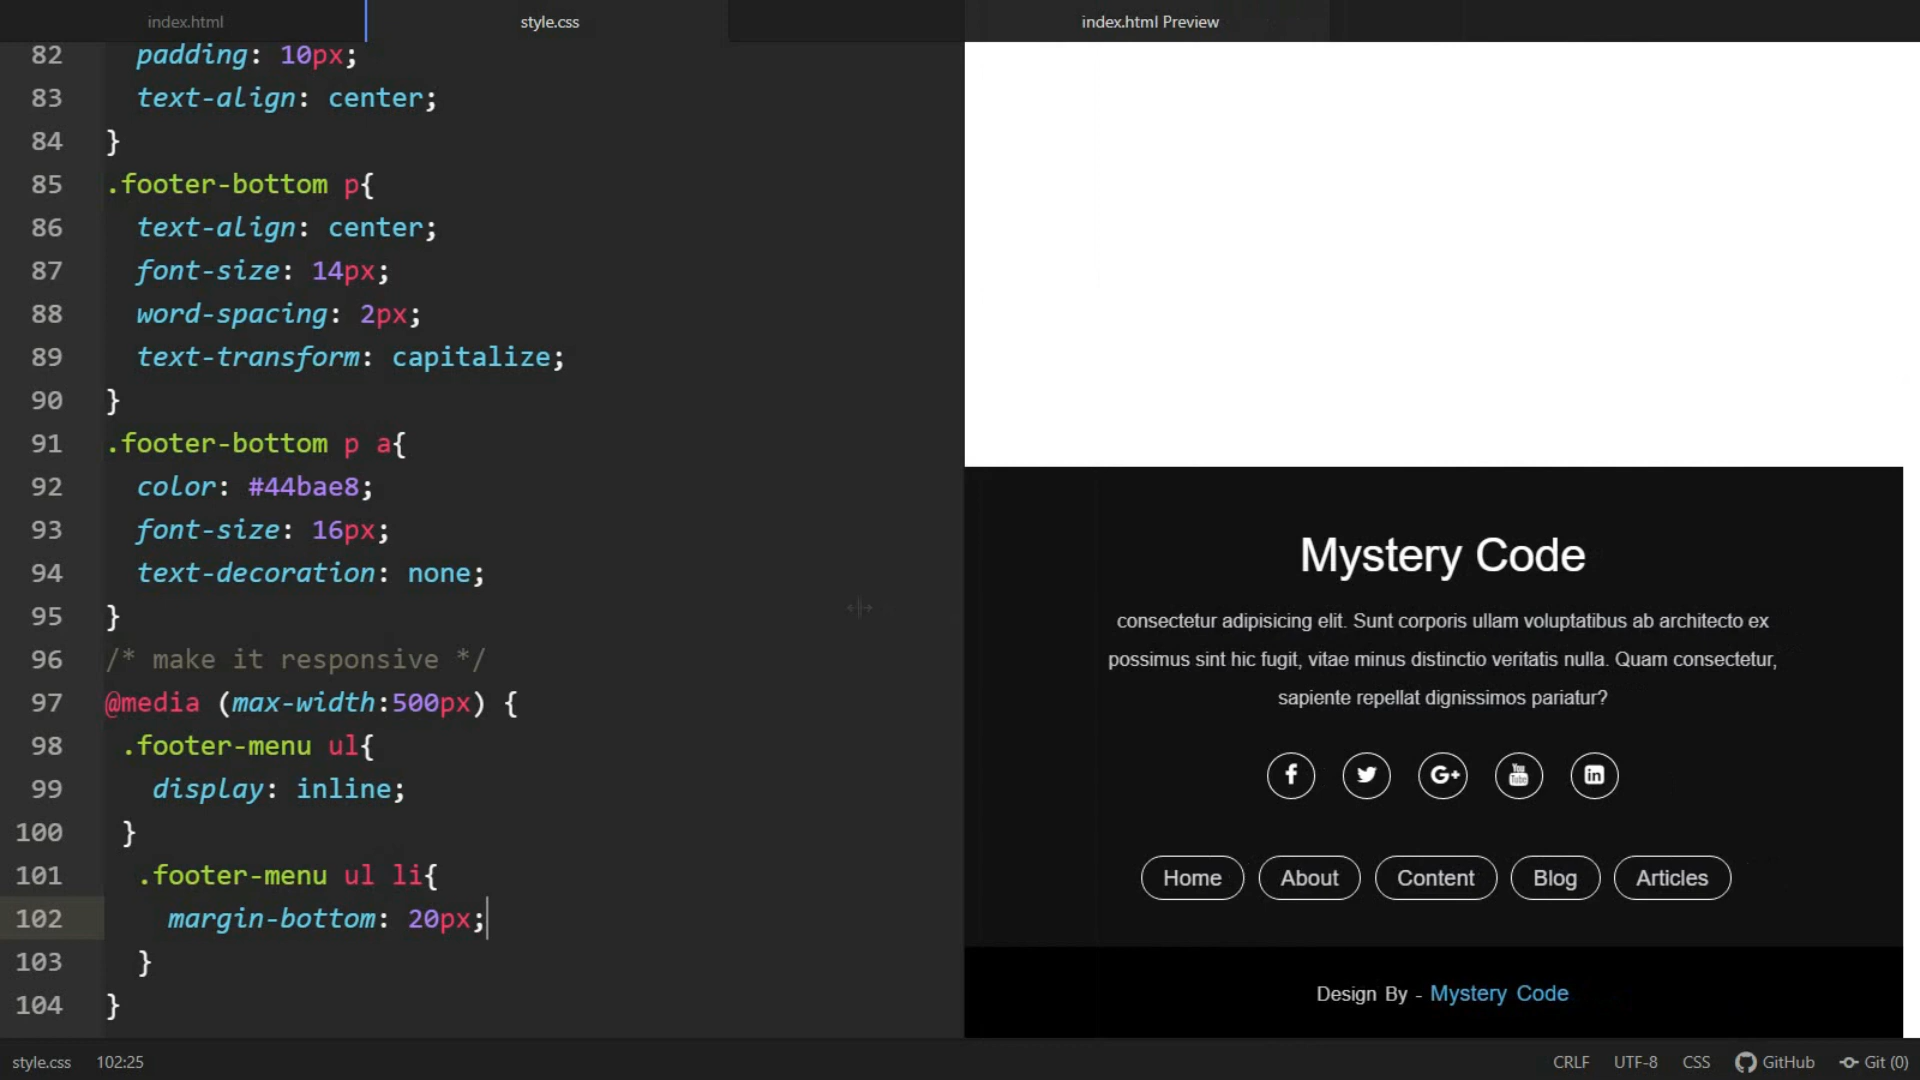 index.html
style.css
index.html Preview
82 padding: 10px;
83 text-align: center;
84 }
85 .footer-bottom p{
86 text-align: center;
87 font-size: 14px;
88 word-spacing: 2px;
89 text-transform: capitalize;
90 }
91 .footer-bottom p a{
92 color: #44bae8;
93 font-size: 16px;
94 text-decoration: none;
95 }
96 /* make it responsive */
97 @media (max-width:500px) {
98 .footer-menu ul{
99 display: inline;
100 }
101 .footer-menu ul li{
102 margin-bottom: 20px;
103 }
104 }
Mystery Code
consectetur adipisicing elit. Sunt corporis ullam voluptatibus ab architecto ex
possimus sint hic fugit, vitae minus distinctio veritatis nulla. Quam consectetur,
sapiente repellat dignissimos pariatur?
f G+ You Tube in
Home About Content Blog Articles
Design By - Mystery Code
style.css 102:25 CRLF UTF-8 CSS GitHub Git (0)